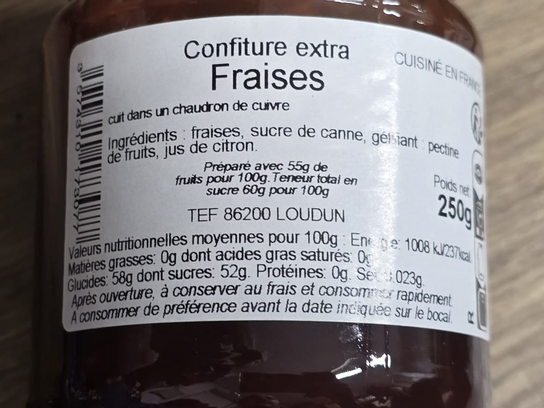 Confiture extra
Fraises
CUISINÉ EN FRANCE
cuit dans un chaudron de cuivre
Ingrédients : fraises, sucre de canne, gélifiant : pectine
de fruits, jus de citron.
Préparé avec 55g de
fruits pour 100g. Teneur total en
sucre 60g pour 100g
Poids net
250g
TEF 86200 LOUDUN
Valeurs nutritionnelles moyennes pour 100g : Energie: 1008 kJ/237kcal
Matières grasses: 0g dont acides gras saturés: 0g
Glucides: 58g dont sucres: 52g. Protéines: 0g. Sel: 0.023g.
Après ouverture, à conserver au frais et consommer rapidement.
A consommer de préférence avant la date indiquée sur le bocal.